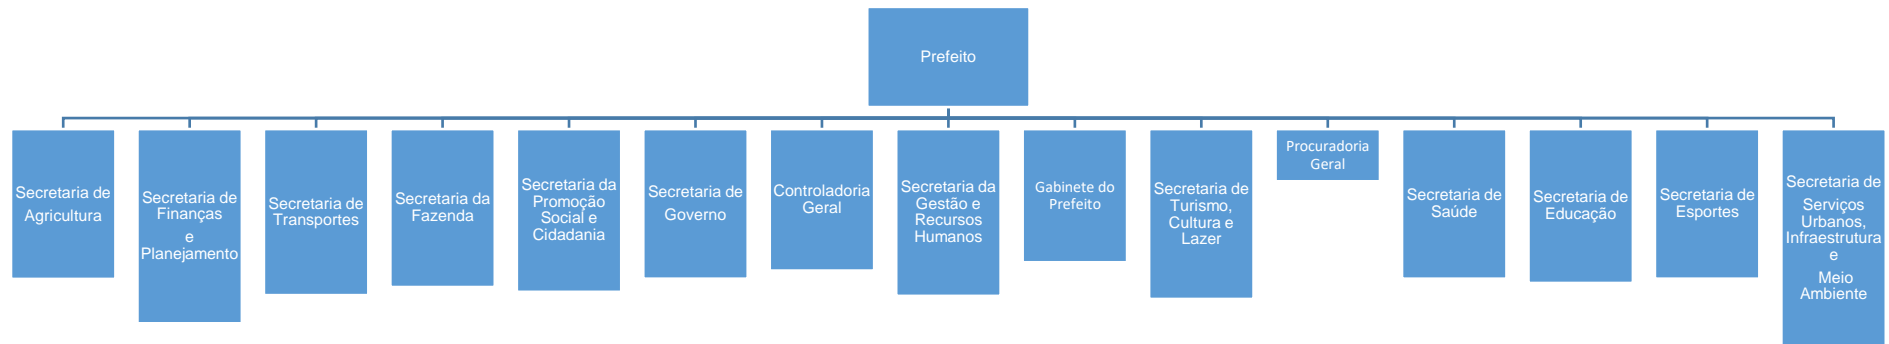 Prefeito
Secretaria de
Agricultura
Secretaria de
Finanças
e
Planejamento
Secretaria de
Transportes
Secretaria da
Fazenda
Secretaria da
Promoção
Social e
Cidadania
Secretaria de
Governo
Controladoria
Geral
Secretaria da
Gestão e
Recursos
Humanos
Gabinete do
Prefeito
Secretaria de
Turismo,
Cultura e
Lazer
Procuradoria
Geral
Secretaria de
Saúde
Secretaria de
Educação
Secretaria de
Esportes
Secretaria de
Serviços
Urbanos,
Infraestrutura
e
Meio
Ambiente